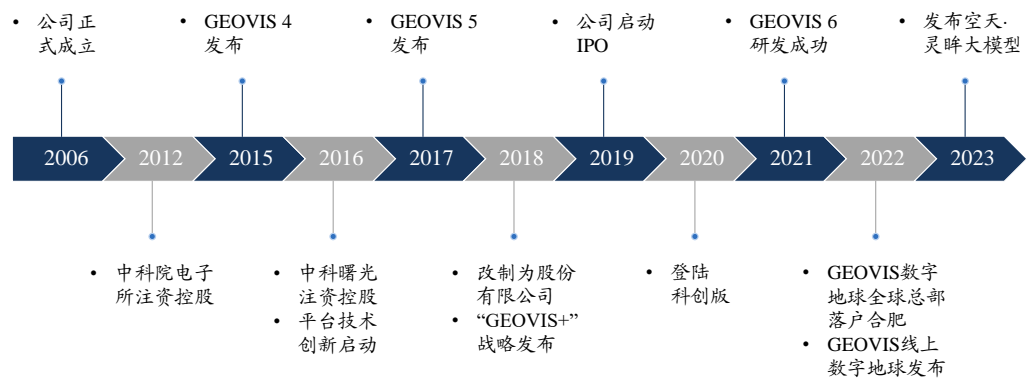 • 公司正
式成立
• GEOVIS 4
发布
• GEOVIS 5
发布
• 公司启动
IPO
• GEOVIS 6
研发成功
• 发布空天·
灵眸大模型
2006
2012
2015
2016
2017
2018
2019
2020
2021
2022
2023
• 中科院电子
所注资控股
• 中科曙光
注资控股
• 平台技术
创新启动
• 改制为股份
有限公司
• “GEOVIS+”
战略发布
• 登陆
科创版
• GEOVIS数字
地球全球总部
落户合肥
• GEOVIS线上
数字地球发布